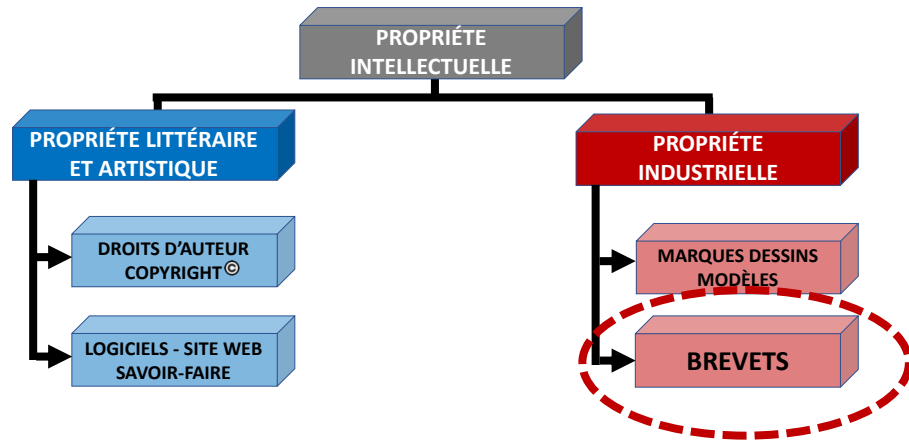 PROPRIÉTE
INTELLECTUELLE
PROPRIÉTE LITTÉRAIRE
ET ARTISTIQUE
DROITS D’AUTEUR
COPYRIGHT©
LOGICIELS - SITE WEB
SAVOIR-FAIRE
PROPRIÉTE
INDUSTRIELLE
MARQUES DESSINS
MODÈLES
BREVETS